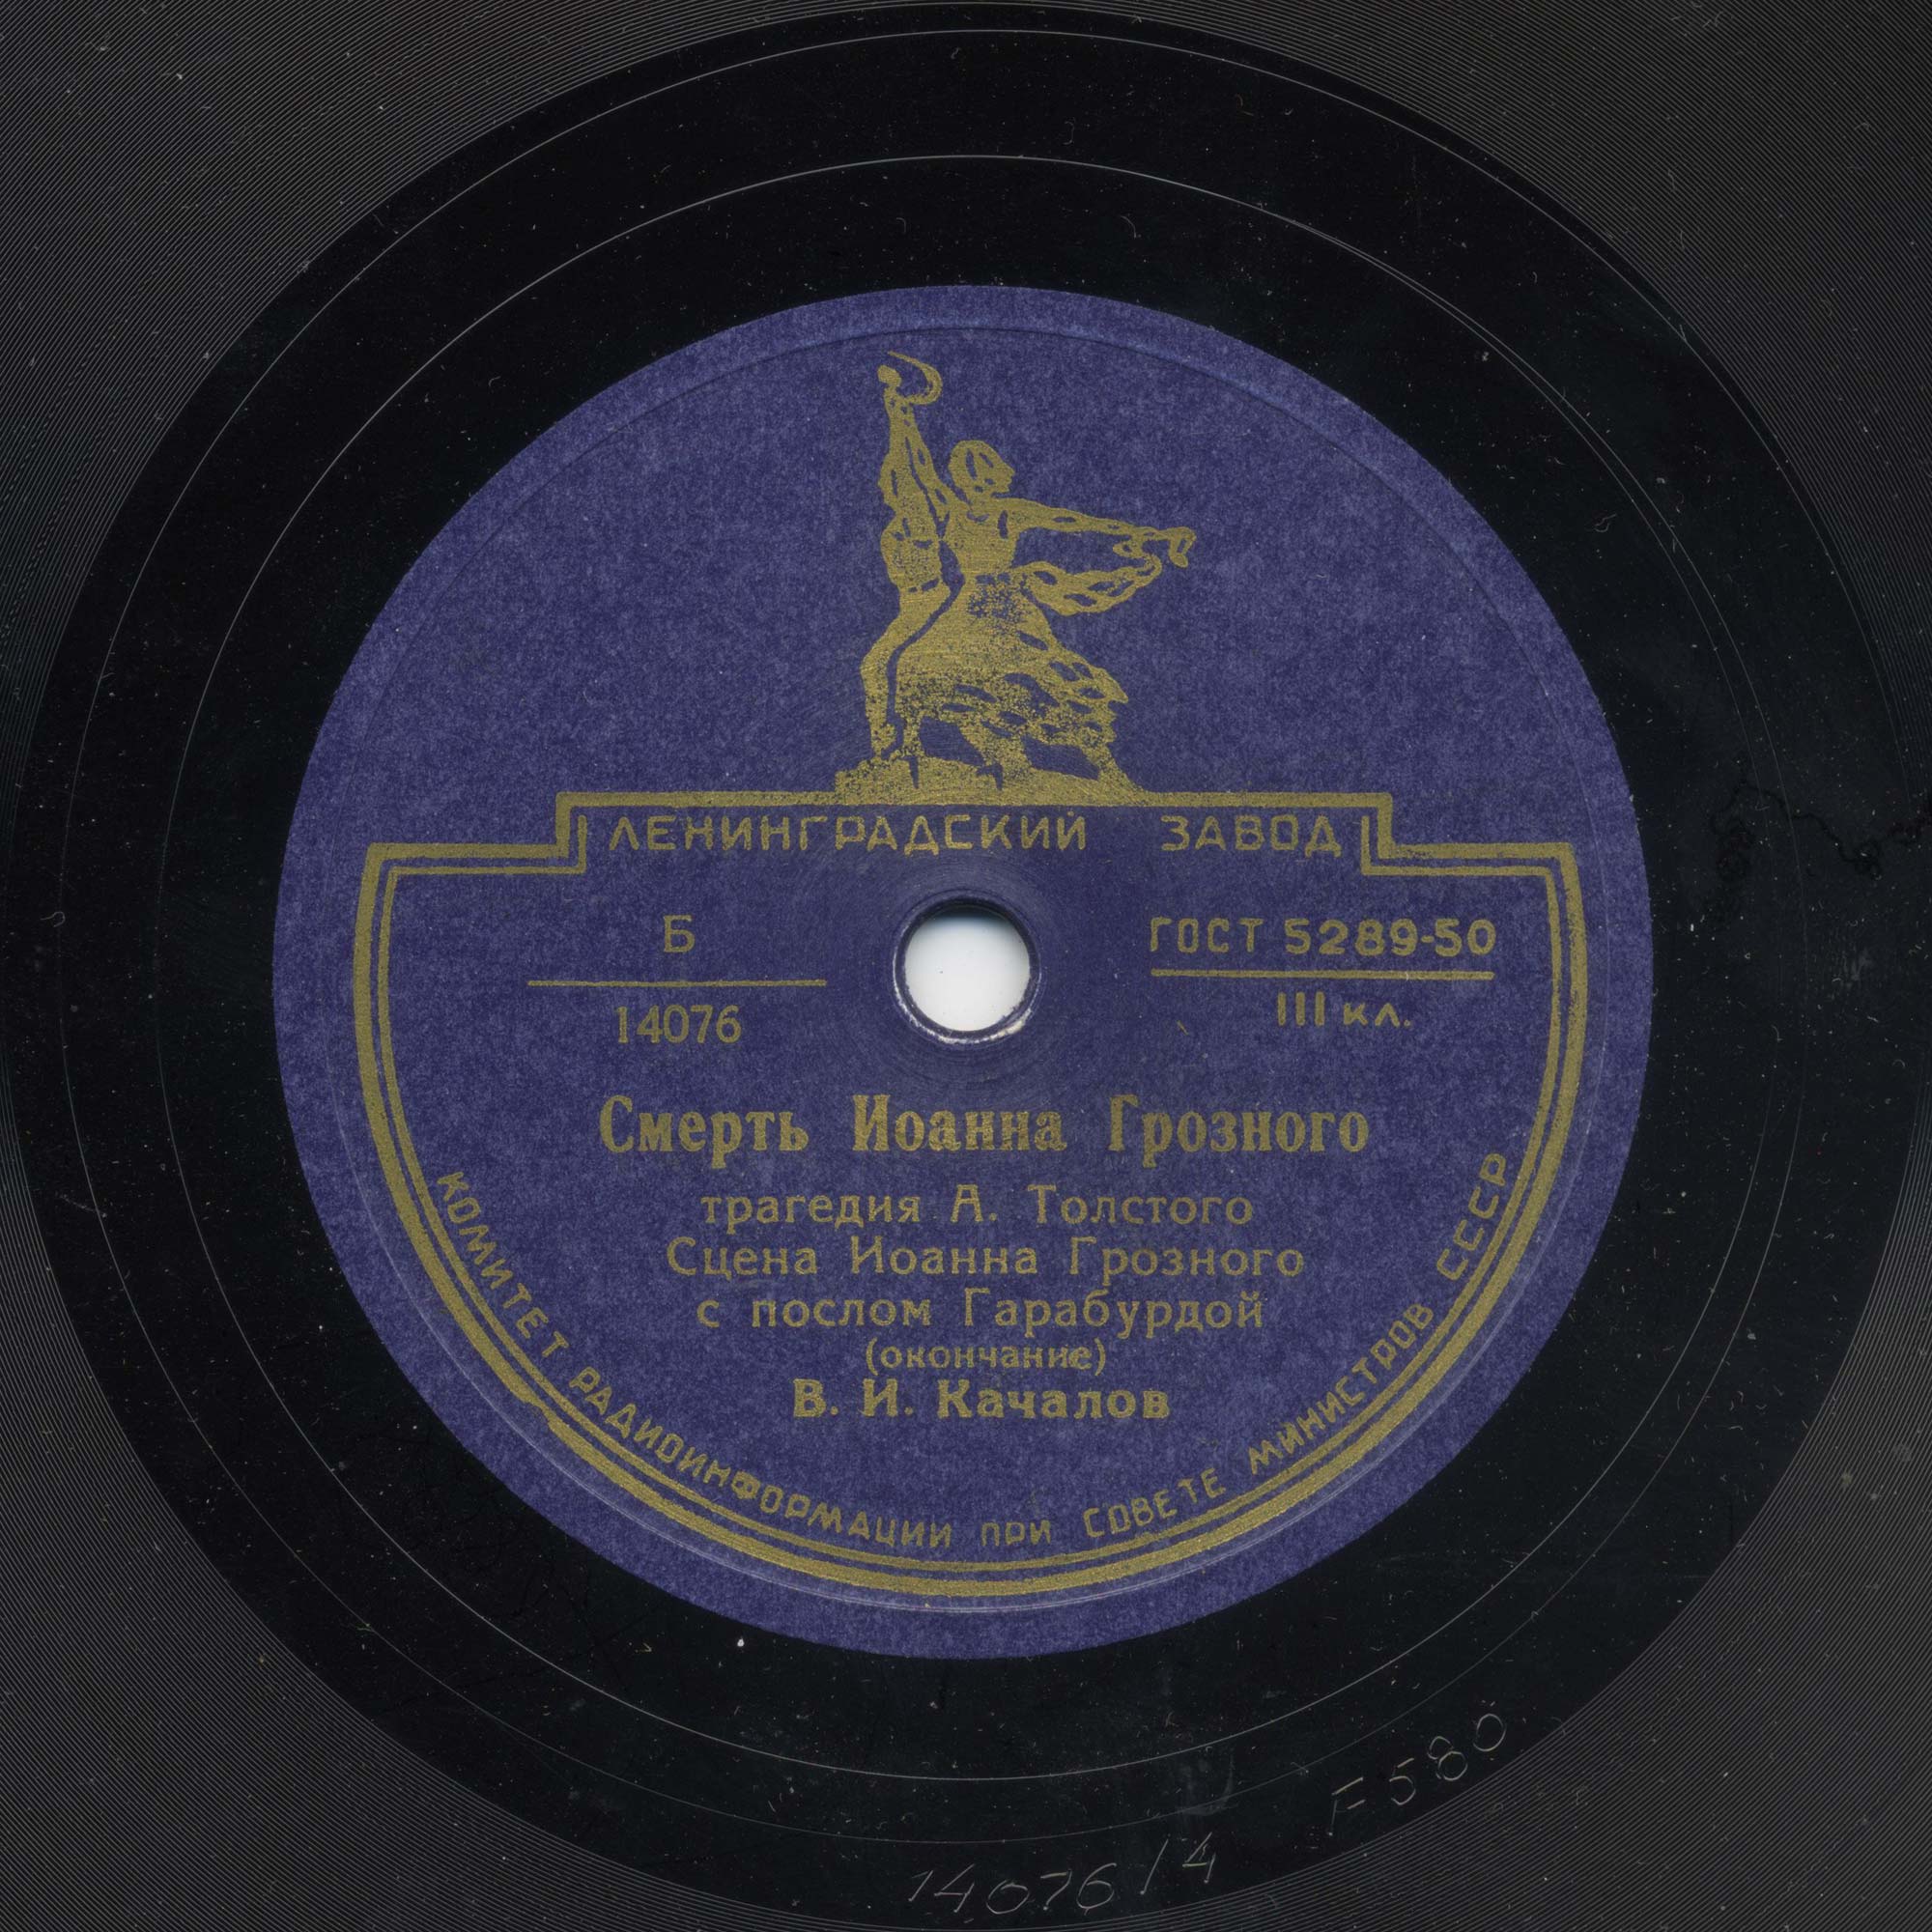 ЛЕНИНГРАДСКИЙ ЗАВОД
Б
14076
ГОСТ 5289-50
III кл.
Смерть Иоанна Грозного
трагедия А. Толстого
Сцена Иоанна Грозного
с послом Гарабурдой
(окончание)
В. И. Качалов
КОМИТЕТ РАДИОИНФОРМАЦИИ ПРИ СОВЕТЕ МИНИСТРОВ СССР
14076/4 F580